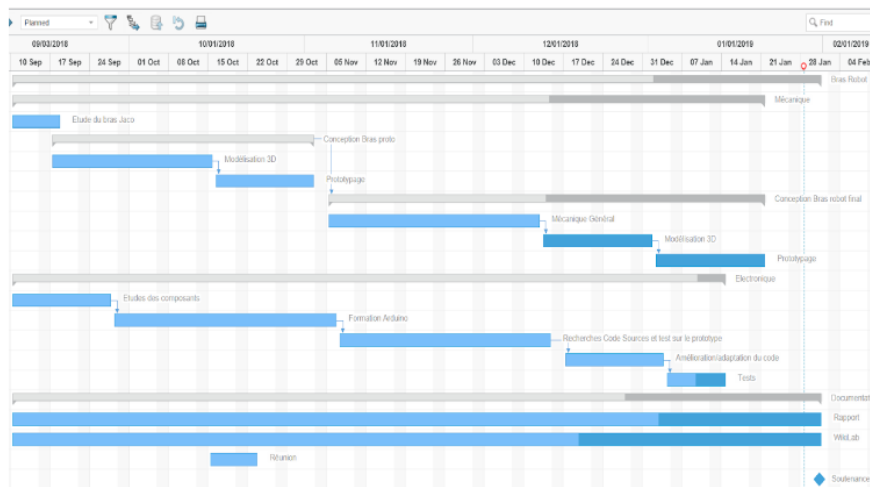 Planned
Find
09/03/2018 10/01/2018 11/01/2018 12/01/2018 01/01/2019 02/01/2019
10 Sep 17 Sep 24 Sep 01 Oct 08 Oct 15 Oct 22 Oct 29 Oct 05 Nov 12 Nov 19 Nov 26 Nov 03 Dec 10 Dec 17 Dec 24 Dec 31 Dec 07 Jan 14 Jan 21 Jan 28 Jan 04 Feb
Bras Robot
Mécanique
Etude du bras Jaco
Conception Bras proto
Modélisation 3D
Prototypage
Conception Bras robot final
Mécanique Général
Modélisation 3D
Prototypage
Electronique
Etudes des composants
Formation Arduino
Recherches Code Sources et test sur le prototype
Amélioration/adaptation du code
Tests
Documentat
Rapport
WikiLab
Réunion
Soutenance